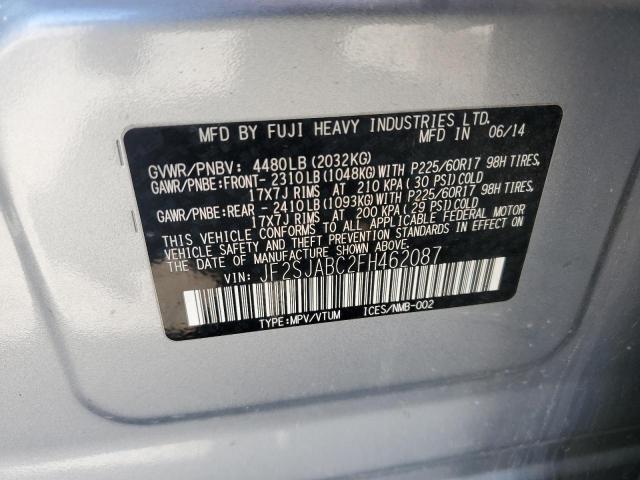 MFD BY FUJI HEAVY INDUSTRIES LTD.
MFD IN 06/14
GVWR/PNBV: 4480LB (2032KG)
GAWR/PNBE:FRONT- 2310LB(1048KG)WITH P225/60R17 98H TIRES,
17X7J RIMS AT 210 KPA (30 PSI)COLD
GAWR/PNBE:REAR - 2410LB(1093KG)WITH P225/60R17 98H TIRES,
17X7J RIMS AT 200 KPA (29 PSI)COLD
THIS VEHICLE CONFORMS TO ALL APPLICABLE FEDERAL MOTOR
VEHICLE SAFETY AND THEFT PREVENTION STANDARDS IN EFFECT
ON THE DATE OF MANUFACTURE SHOWN ABOVE.
VIN: JF2SJABC2FH462087
TYPE:MPV/VTUM ICES/NMB-002